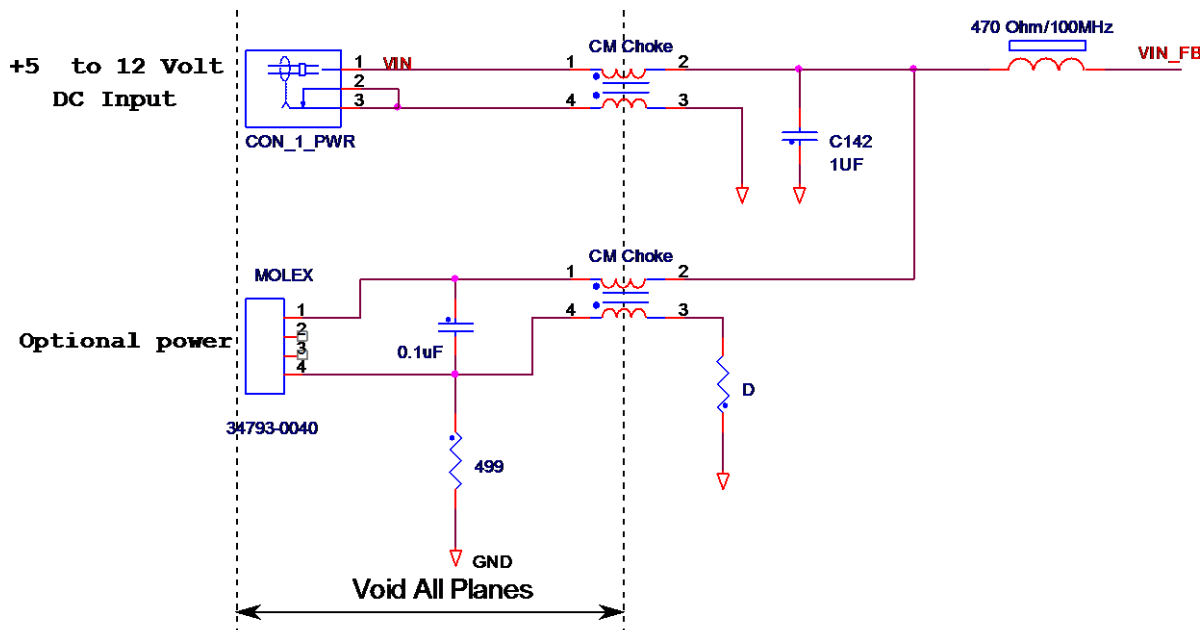 470 Ohm/100MHz
CM Choke
VIN_FB
+5 to 12 Volt
DC Input
1
VIN
2
3
1
2
4
3
CON_1_PWR
C142
1UF
CM Choke
MOLEX
1
2
4
3
1
2
3
4
Optional power
0.1uF
D
34793-0040
499
GND
Void All Planes